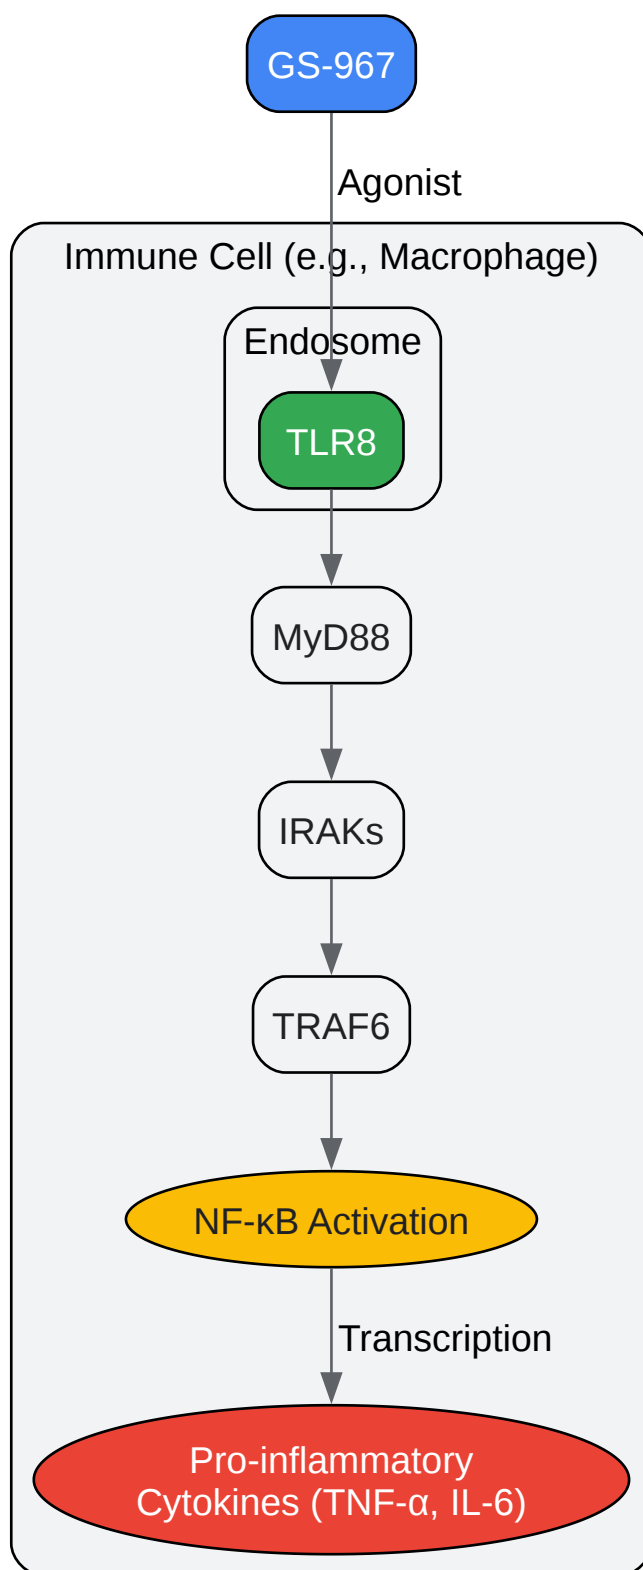 GS-967
Agonist
Immune Cell (e.g., Macrophage)
Endosome
TLR8
MyD88
IRAKs
TRAF6
NF-κB Activation
Transcription
Pro-inflammatory
Cytokines (TNF-α, IL-6)